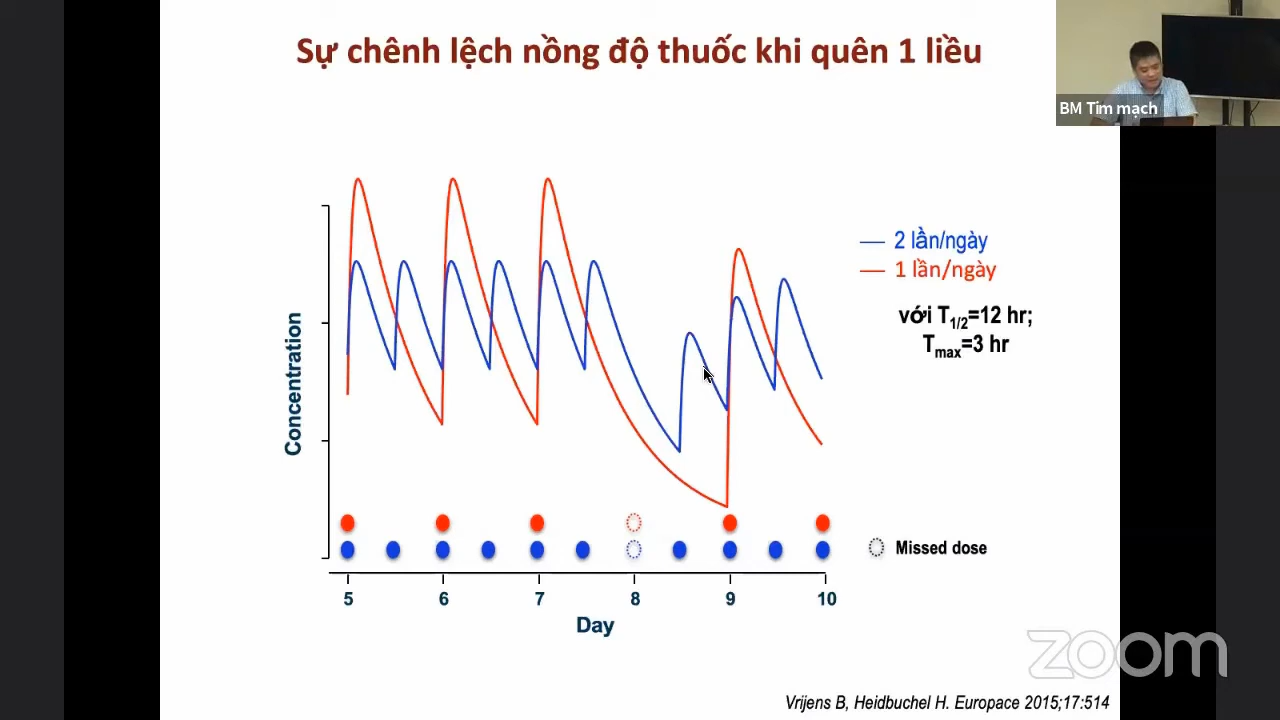 Sự chênh lệch nồng độ thuốc khi quên 1 liều
BM Tim mạch
2 lần/ngày
1 lần/ngày
với T1/2=12 hr;
Tmax=3 hr
Concentration
Missed dose
5 6 7 8 9 10
Day
zoom
Vrijens B, Heidbuchel H. Europace 2015;17:514